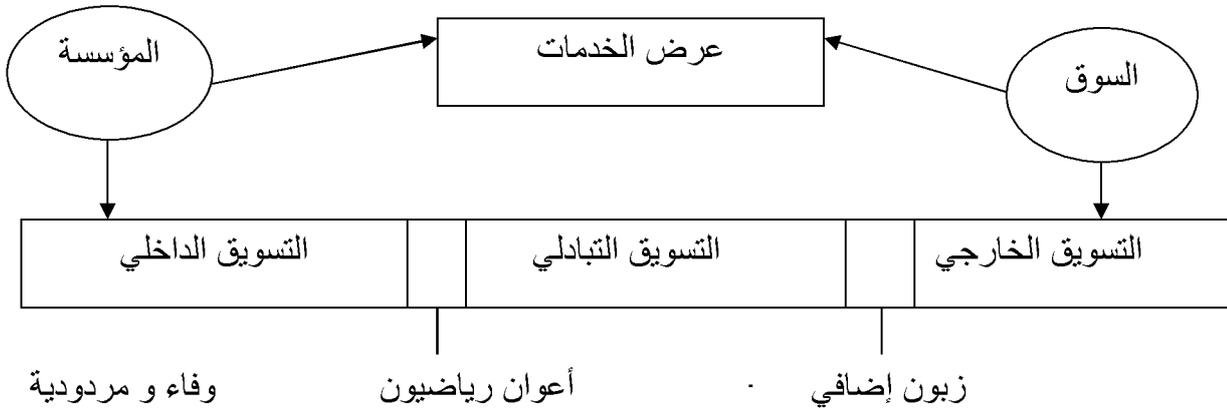 السوق
عرض الخدمات
المؤسسة
التسويق الخارجي
التسويق التبادلي
التسويق الداخلي
زبون إضافي
أعوان رياضيون
وفاء و مردودية